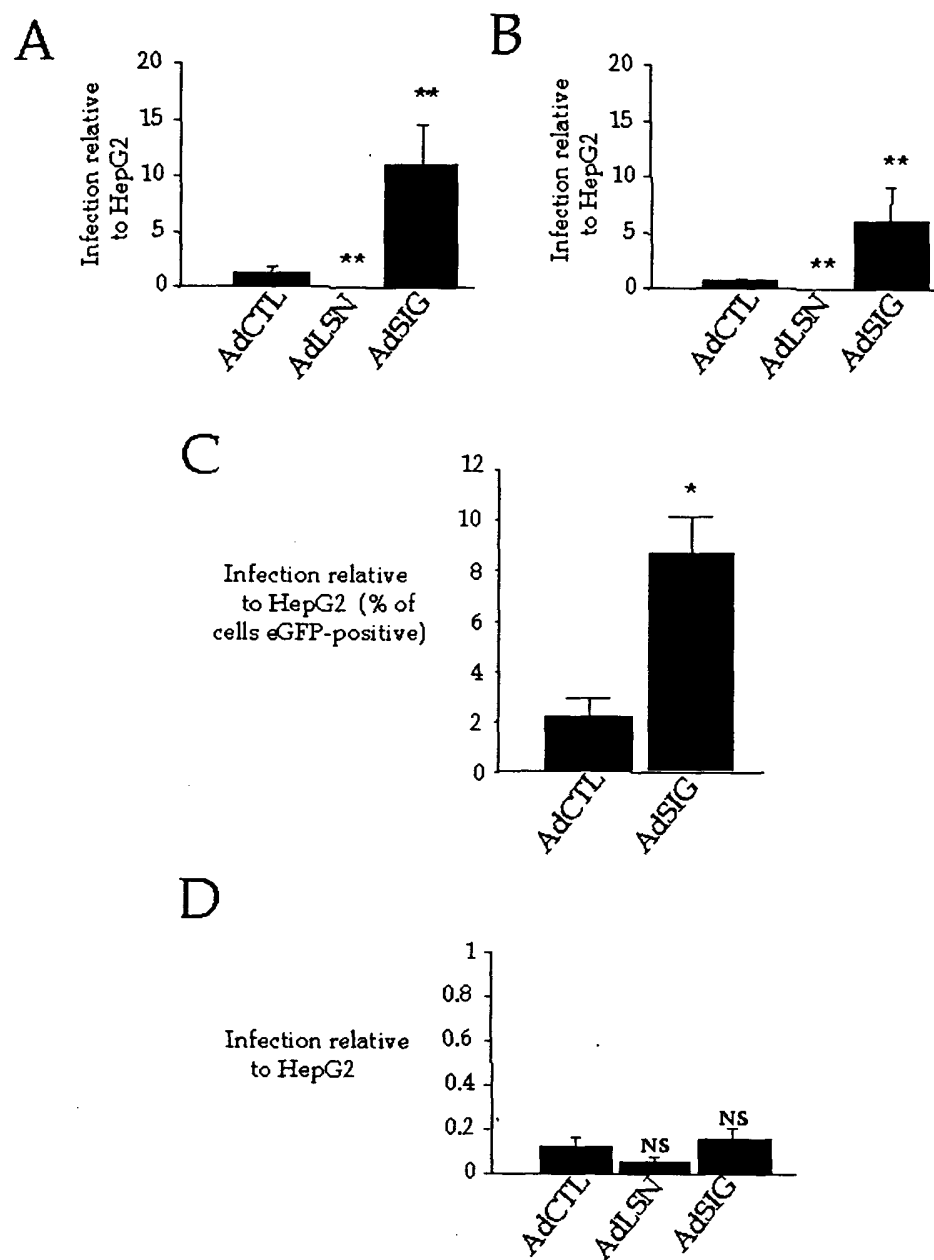 A
Infection relative
to HepG2
20
15
10
5
0
**
**
AdCTL
AdLSN
AdSIG
B
Infection relative
to HepG2
20
15
10
5
0
**
**
AdCTL
AdLSN
AdSIG
C
Infection relative
to HepG2 (% of
cells eGFP-positive)
12
10
8
6
4
2
0
*
AdCTL
AdSIG
D
Infection relative
to HepG2
1
0.8
0.6
0.4
0.2
0
NS
NS
AdCTL
AdLSN
AdSIG